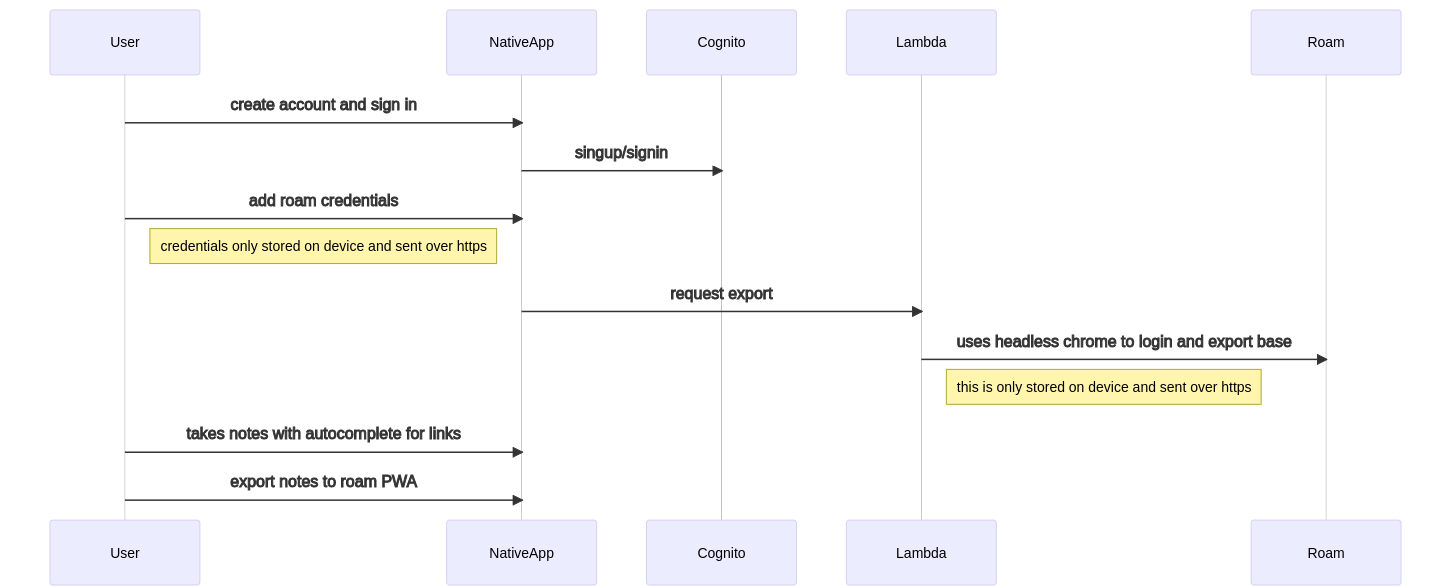 User
NativeApp
Cognito
Lambda
Roam
create account and sign in
singup/signin
add roam credentials
credentials only stored on device and sent over https
request export
uses headless chrome to login and export base
this is only stored on device and sent over https
takes notes with autocomplete for links
export notes to roam PWA
User
NativeApp
Cognito
Lambda
Roam